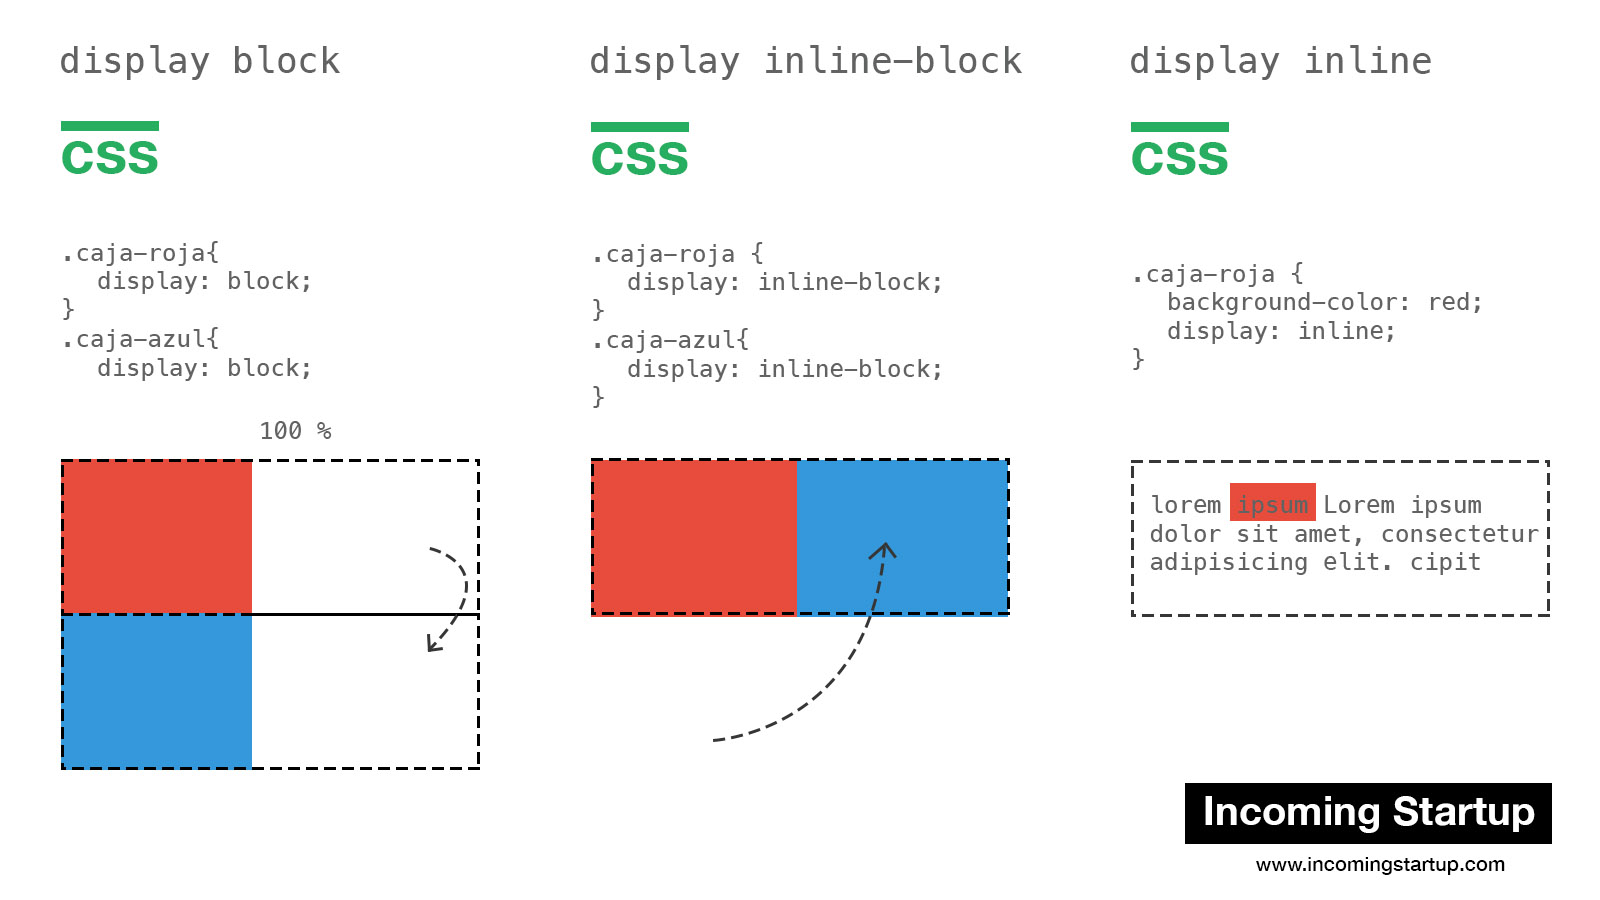 display block
css
.caja-roja{
display: block;
}
.caja-azul{
display: block;
100 %
display inline-block
css
.caja-roja {
display: inline-block;
}
.caja-azul{
display: inline-block;
}
display inline
css
.caja-roja {
background-color: red;
display: inline;
}
lorem ipsum Lorem ipsum
dolor sit amet, consectetur
adipisicing elit. cipit
Incoming Startup
www.incomingstartup.com